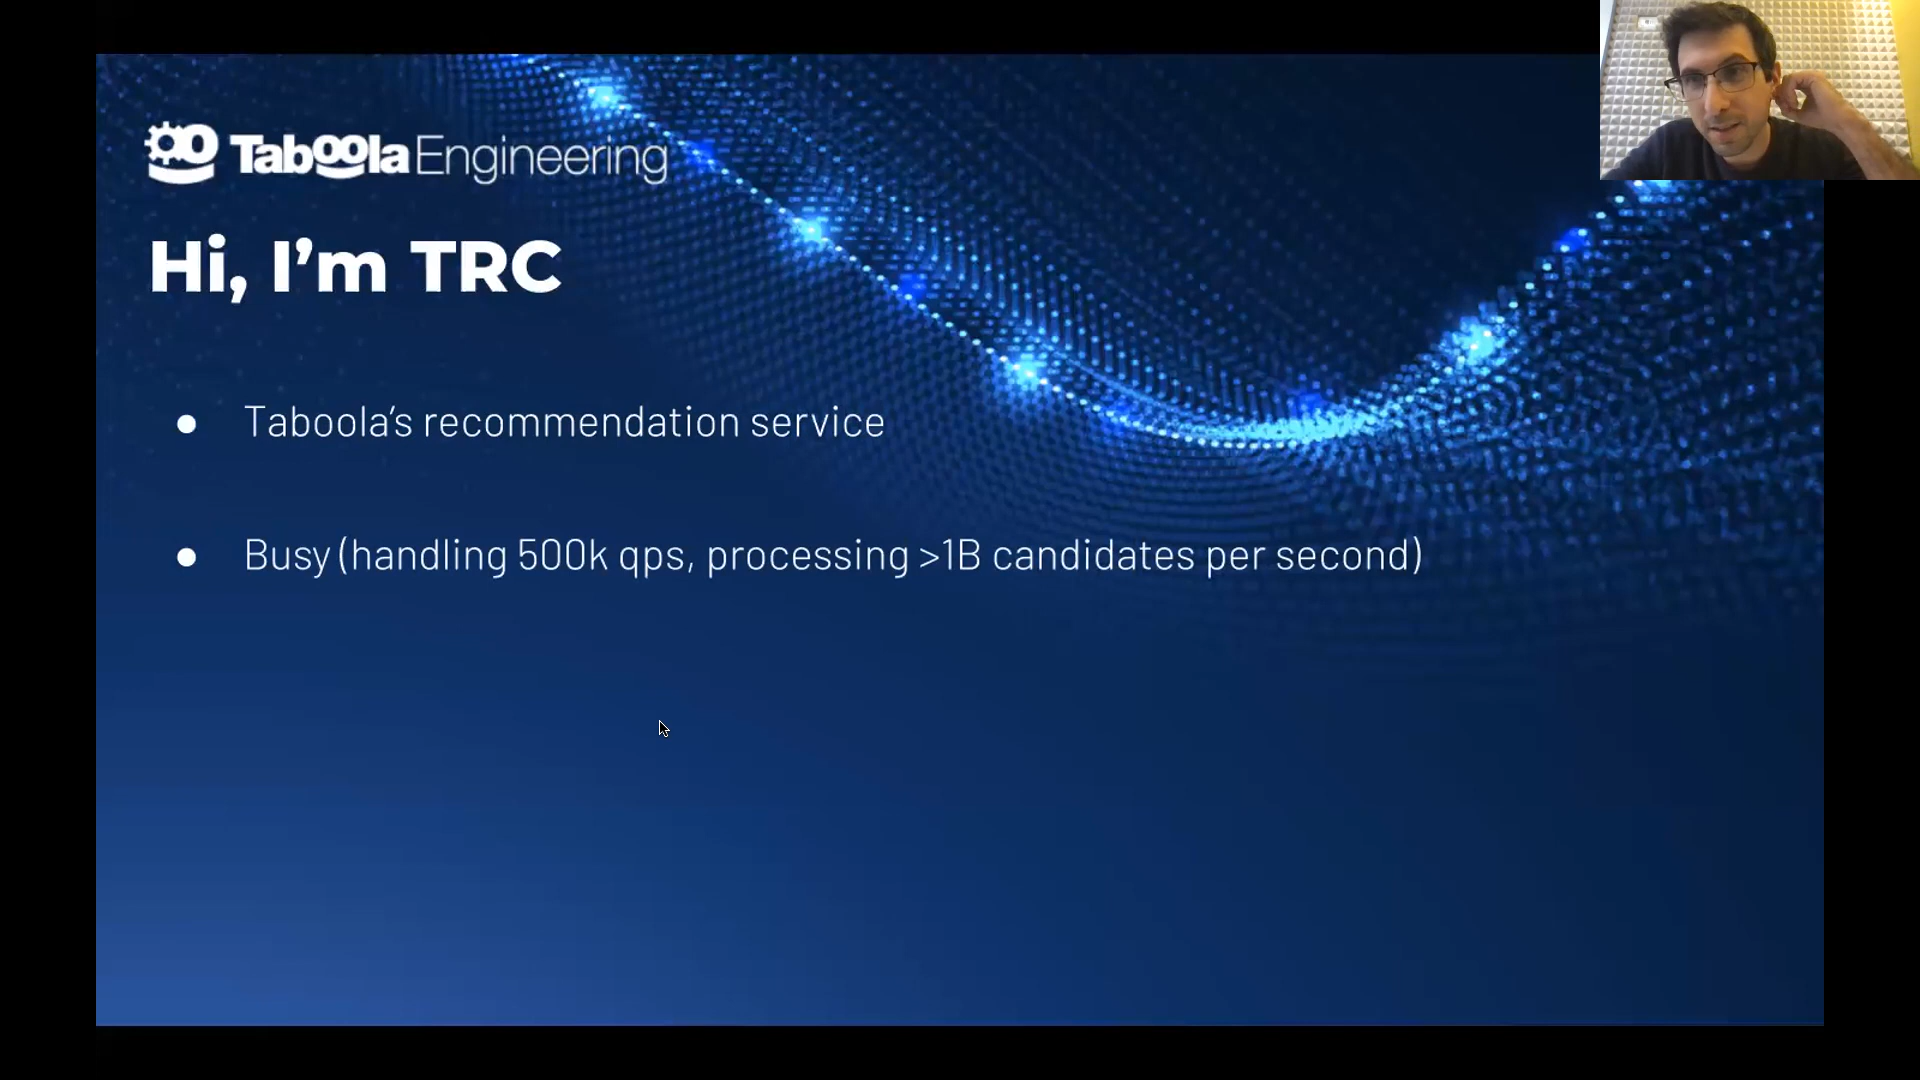 Taboola Engineering
Hi, I’m TRC
● Taboola’s recommendation service
● Busy (handling 500k qps, processing >1B candidates per second)